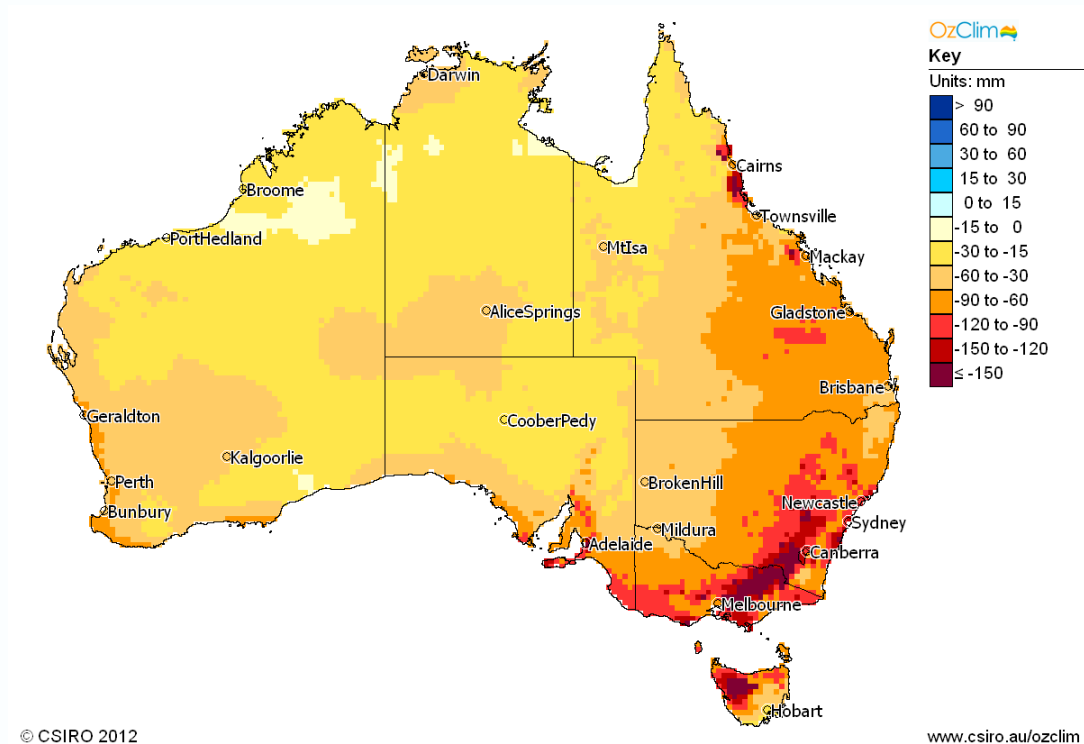 OzClim
Key
Units: mm
> 90
60 to 90
30 to 60
15 to 30
0 to 15
-15 to 0
-30 to -15
-60 to -30
-90 to -60
-120 to -90
-150 to -120
≤ -150
Darwin
Cairns
Broome
Townsville
PortHedland
MtIsa
Mackay
AliceSprings
Gladstone
Brisbane
Geraldton
CooberPedy
Kalgoorlie
Perth
BrokenHill
Newcastle
Bunbury
Sydney
Mildura
Adelaide
Canberra
Melbourne
Hobart
© CSIRO 2012
www.csiro.au/ozclim